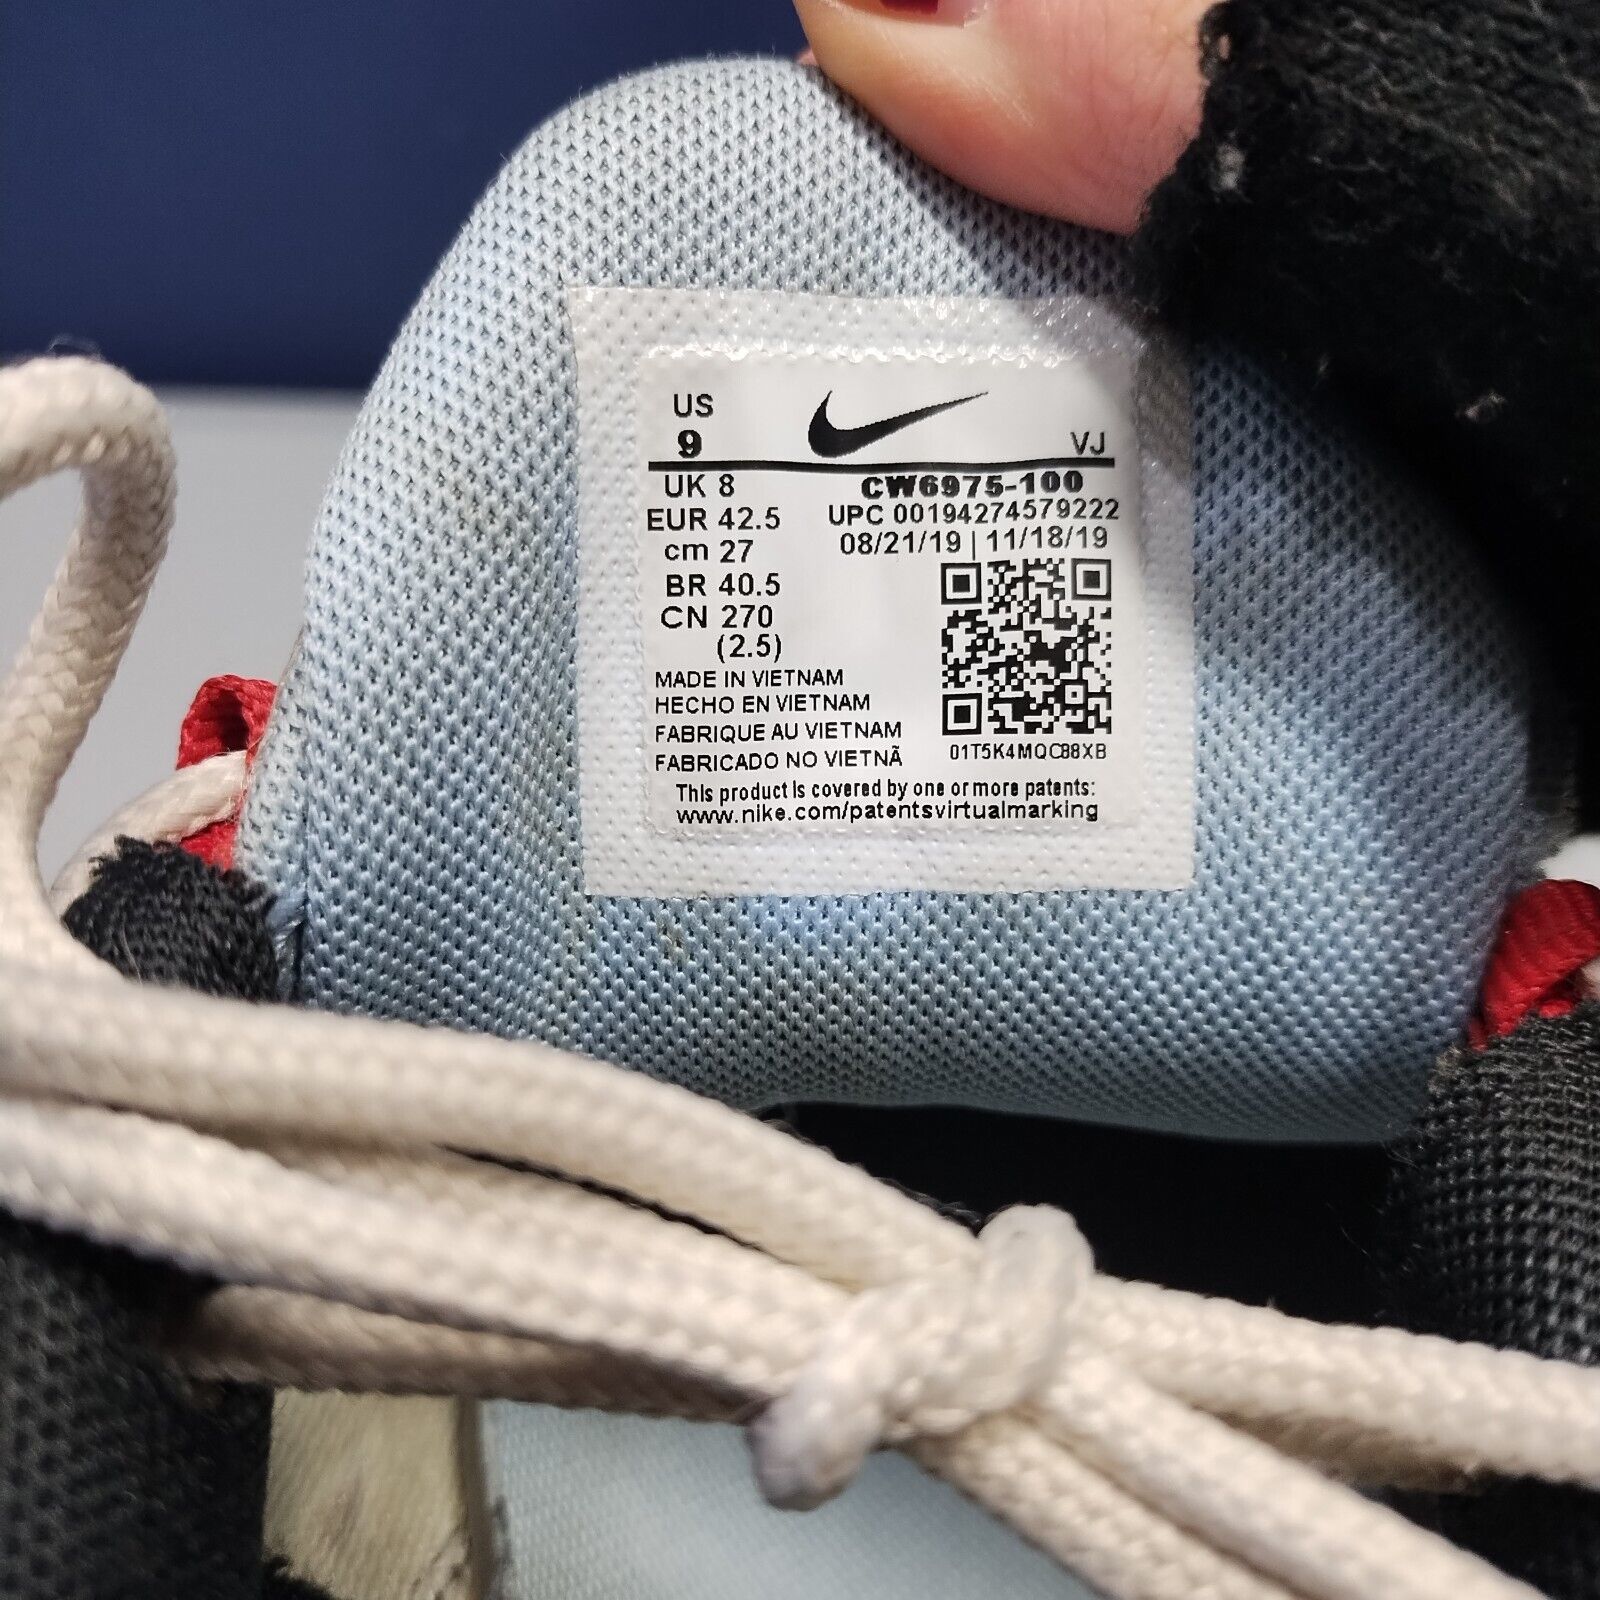 US
9
VJ
UK 8
CW6975-100
EUR 42.5
UPC 00194274579222
cm 27
08/21/19 | 11/18/19
BR 40.5
CN 270
(2.5)
MADE IN VIETNAM
HECHO EN VIETNAM
FABRIQUE AU VIETNAM
FABRICADO NO VIETNÃ
01T5K4MQC88XB
This product is covered by one or more patents:
www.nike.com/patentsvirtualmarking